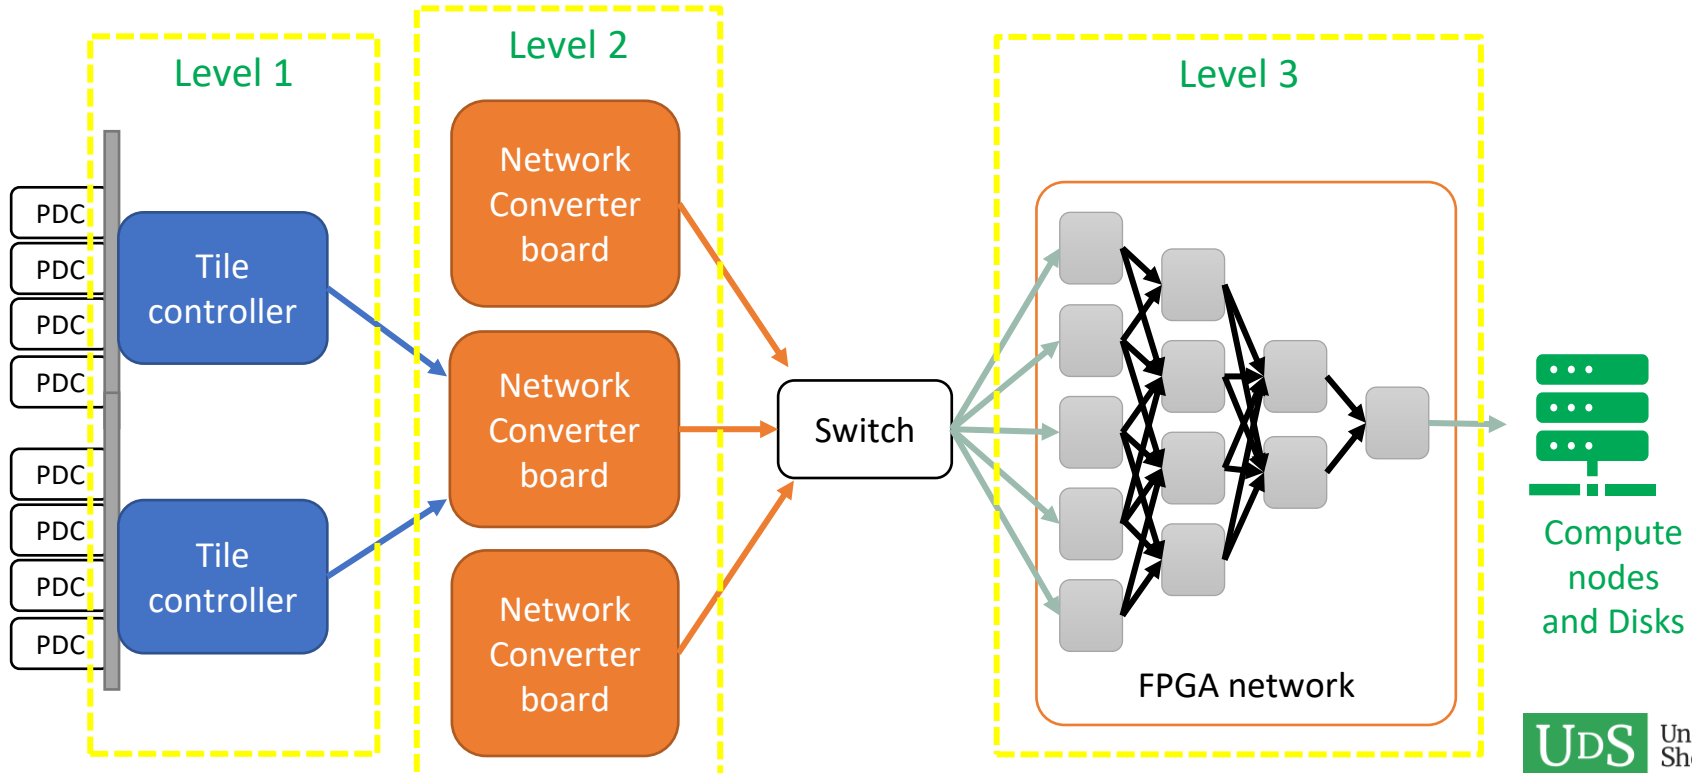 Level 1
Level 2
Level 3
PDC
PDC
PDC
PDC
PDC
PDC
PDC
PDC
Tile
controller
Tile
controller
Network
Converter
board
Network
Converter
board
Network
Converter
board
Switch
FPGA network
Compute
nodes
and Disks
UDS